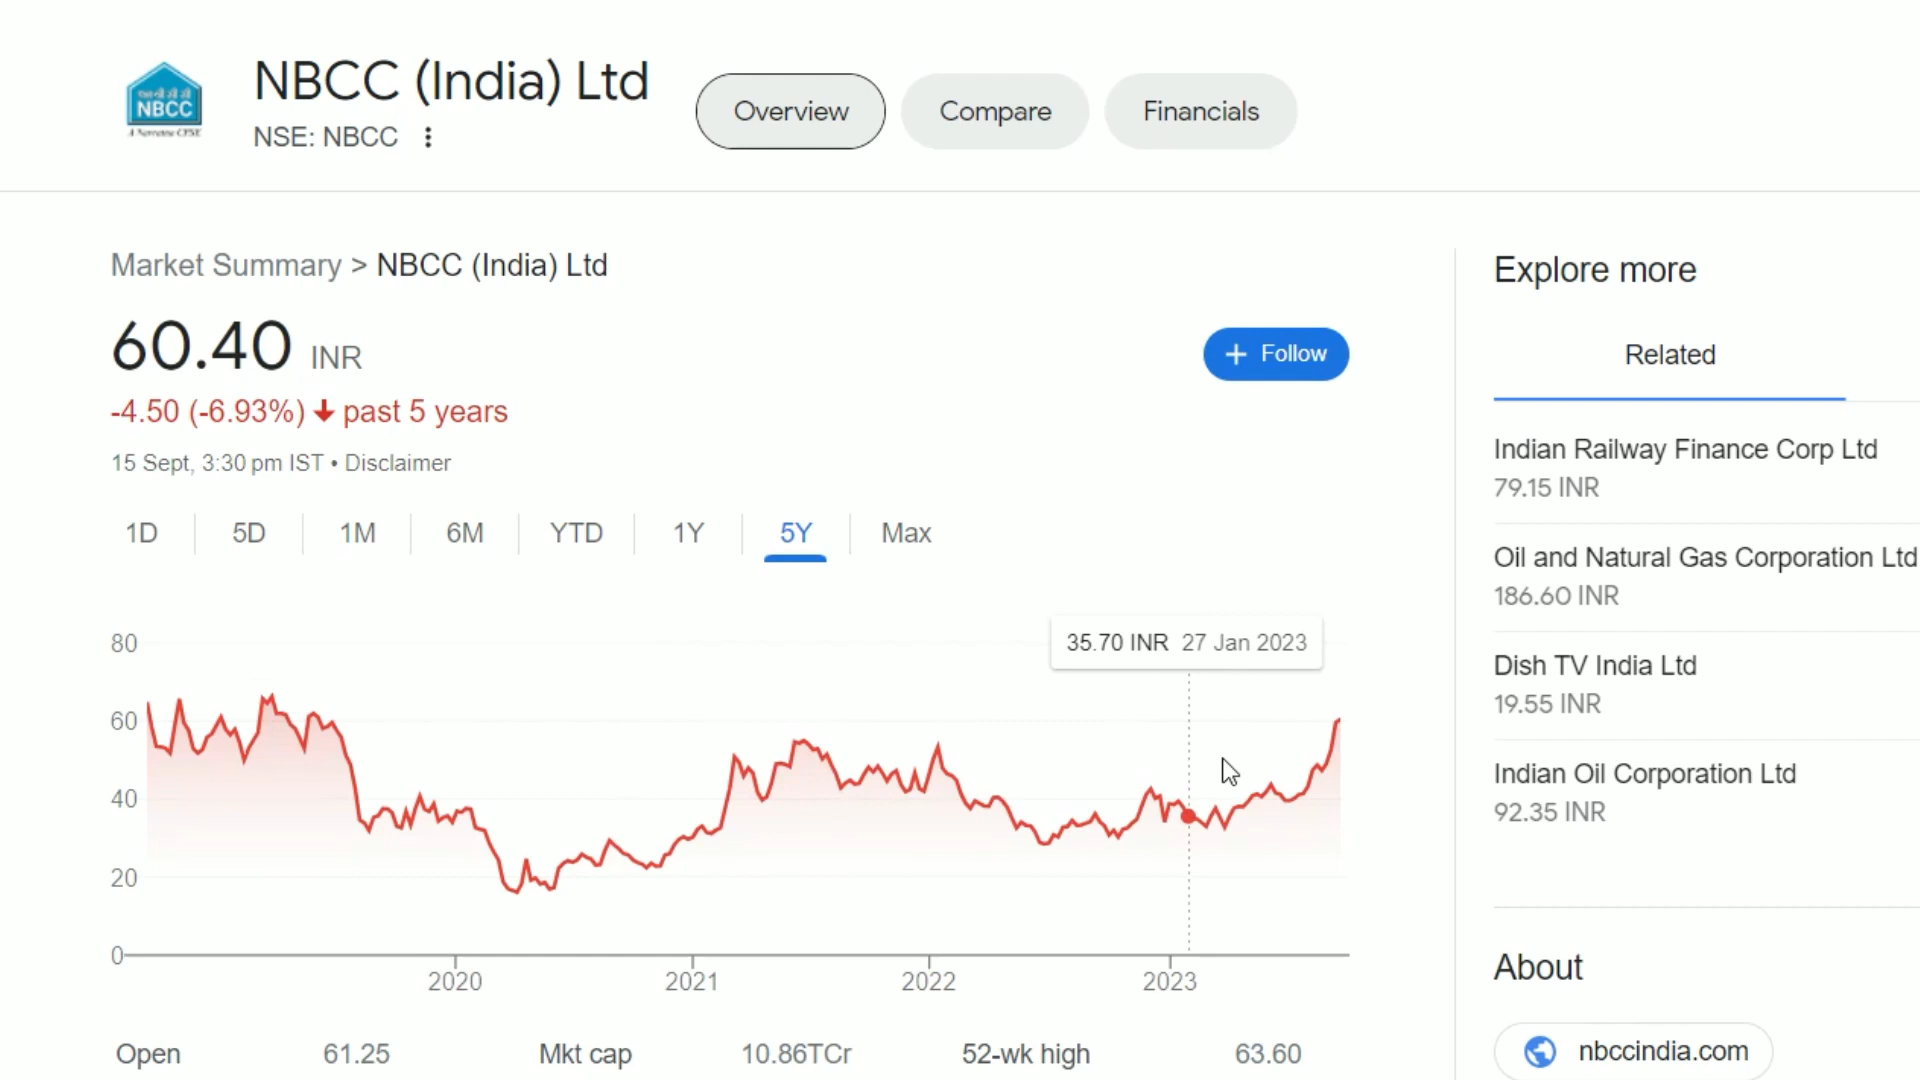 NBCC
NBCC (India) Ltd
NSE: NBCC
Overview
Compare
Financials
Market Summary > NBCC (India) Ltd
60.40 INR
-4.50 (-6.93%) ↓ past 5 years
15 Sept, 3:30 pm IST • Disclaimer
+ Follow
1D
5D
1M
6M
YTD
1Y
5Y
Max
35.70 INR 27 Jan 2023
80
60
40
20
0
2020
2021
2022
2023
Open 61.25
Mkt cap 10.86TCr
52-wk high 63.60
Explore more
Related
Indian Railway Finance Corp Ltd
79.15 INR
Oil and Natural Gas Corporation Ltd
186.60 INR
Dish TV India Ltd
19.55 INR
Indian Oil Corporation Ltd
92.35 INR
About
nbccindia.com